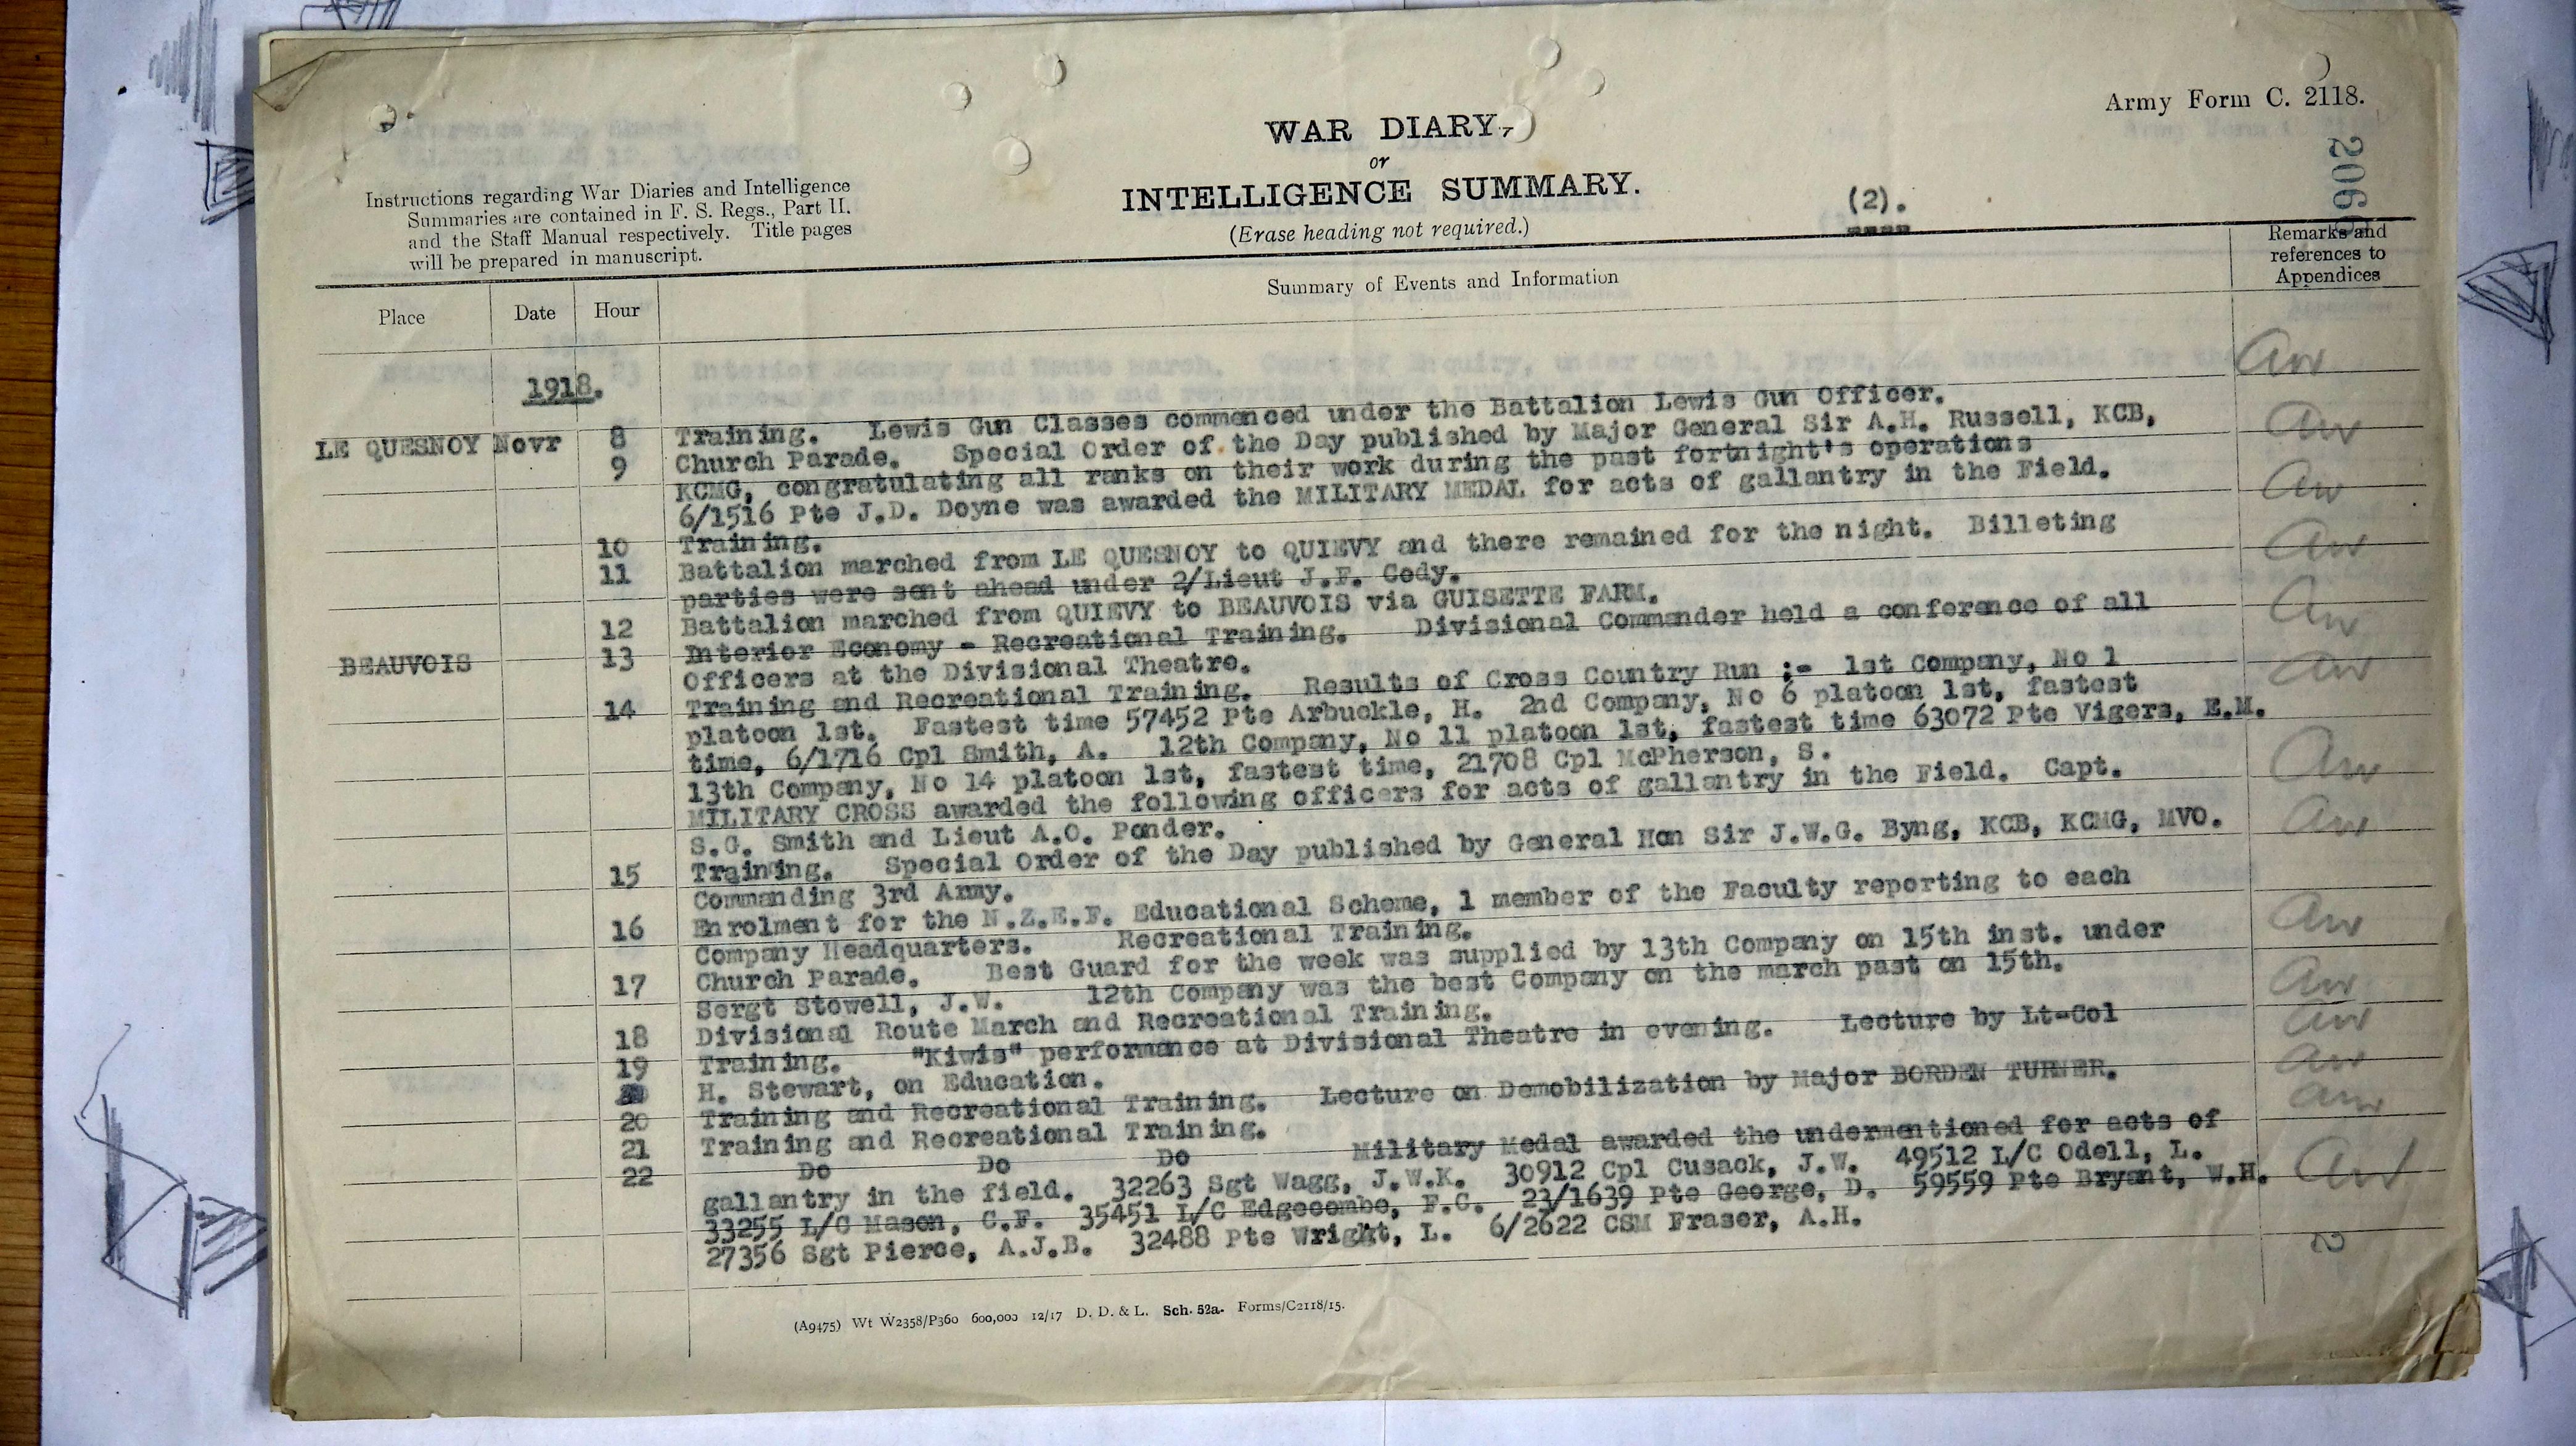 Army Form C. 2118.
2066
WAR DIARY,
or
INTELLIGENCE SUMMARY.
(Erase heading not required.)
(2).
Instructions regarding War Diaries and Intelligence
Summaries are contained in F. S. Regs., Part II.
and the Staff Manual respectively. Title pages
will be prepared in manuscript.
Place Date Hour Summary of Events and Information Remarks and references to Appendices
1918.
LE QUESNOY Novr 8 Training. Lewis Gun Classes commenced under the Battalion Lewis Gun Officer.
9 Church Parade. Special Order of the Day published by Major General Sir A.H. Russell, KCB,
KCMG, congratulating all ranks on their work during the past fortnight's operations
6/1516 Pte J.D. Doyne was awarded the MILITARY MEDAL for acts of gallantry in the Field.
10 Training.
11 Battalion marched from LE QUESNOY to QUIEVY and there remained for the night. Billeting
parties were sent ahead under 2/Lieut J.F. Cody.
12 Battalion marched from QUIEVY to BEAUVOIS via GUISETTE FARM.
BEAUVOIS 13 Interior Economy - Recreational Training. Divisional Commander held a conference of all
Officers at the Divisional Theatre.
14 Training and Recreational Training. Results of Cross Country Run :- 1st Company, No 1
platoon 1st. Fastest time 57452 Pte Arbuckle, H. 2nd Company, No 6 platoon 1st, fastest
time, 6/1716 Cpl Smith, A. 12th Company, No 11 platoon 1st, fastest time 63072 Pte Vigers, E.M.
13th Company, No 14 platoon 1st, fastest time, 21708 Cpl McPherson, S.
MILITARY CROSS awarded the following officers for acts of gallantry in the Field. Capt.
S.G. Smith and Lieut A.O. Ponder.
15 Training. Special Order of the Day published by General Hon Sir J.W.G. Byng, KCB, KCMG, MVO.
Commanding 3rd Army.
16 Enrolment for the N.Z.E.F. Educational Scheme, 1 member of the Faculty reporting to each
Company Headquarters. Recreational Training.
17 Church Parade. Best Guard for the week was supplied by 13th Company on 15th inst. under
Sergt Stowell, J.W. 12th Company was the best Company on the march past on 15th.
18 Divisional Route March and Recreational Training.
19 Training. "Kiwis" performance at Divisional Theatre in evening. Lecture by Lt-Col
H. Stewart, on Education.
20 Training and Recreational Training. Lecture on Demobilization by Major BORDEN TURNER.
21 Training and Recreational Training.
22 Do Do Do Military Medal awarded the undermentioned for acts of
gallantry in the field. 32263 Sgt Wagg, J.W.K. 30912 Cpl Cusack, J.W. 49512 L/C Odell, L.
33255 L/C Mason, C.F. 35451 L/C Edgecombe, F.C. 23/1639 Pte George, D. 59559 Pte Bryant, W.H.
27356 Sgt Pierce, A.J.B. 32488 Pte Wright, L. 6/2622 CSM Fraser, A.H.
(A9475) Wt W2358/P360 600,000 12/17 D. D. & L. Sch. 52a. Forms/C2118/15.